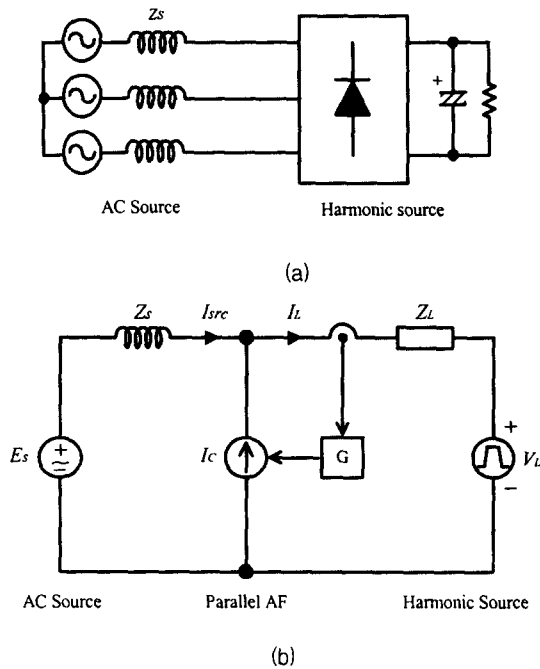 Zs
+
AC Source
Harmonic source
(a)
Zs
Isrc
IL
ZL
Es
+
Ic
G
+
VL
−
AC Source
Parallel AF
Harmonic Source
(b)